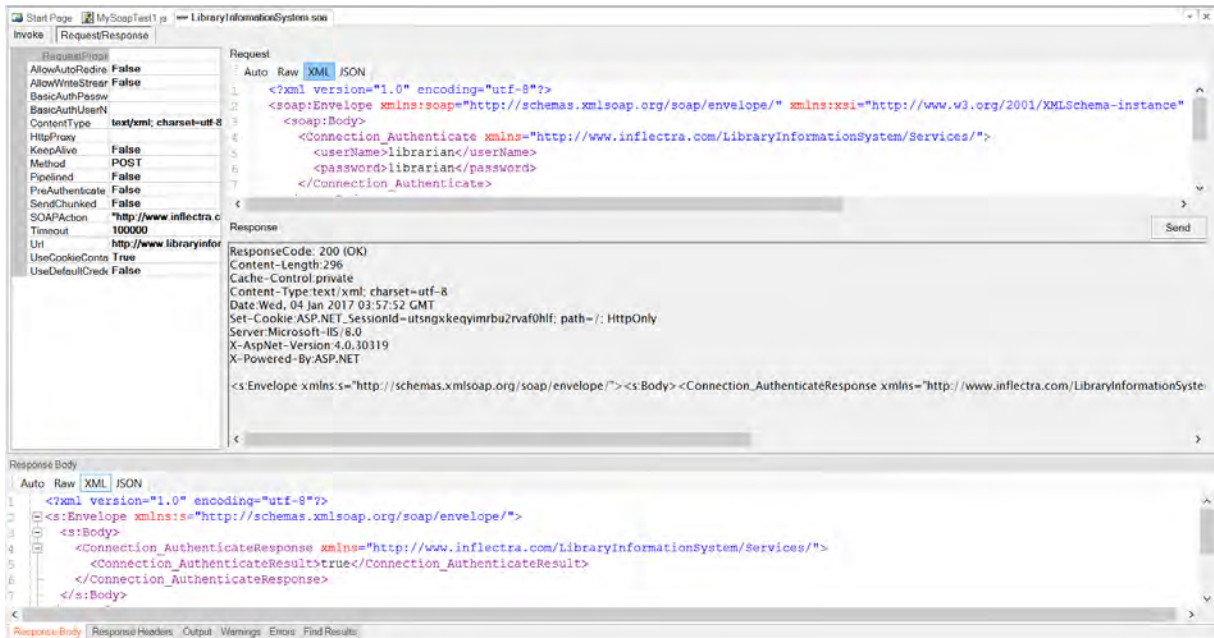 Start Page MySoapTest1.js LibraryInformationSystem.soa
Invoke Request/Response
RequestProps
AllowAutoRedire False
AllowWriteStrear False
BasicAuthPassw
BasicAuthUserN
ContentType text/xml; charset=utf-8
HttpProxy
KeepAlive False
Method POST
Pipelined False
PreAuthenticate False
SendChunked False
SOAPAction "http://www.inflectra.c
Timeout 100000
Url http://www.libraryinfor
UseCookieConta True
UseDefaultCrede False
Request
Auto Raw XML JSON
1 <?xml version="1.0" encoding="utf-8"?>
2 <soap:Envelope xmlns:soap="http://schemas.xmlsoap.org/soap/envelope/" xmlns:xsi="http://www.w3.org/2001/XMLSchema-instance"
3 <soap:Body>
4 <Connection_Authenticate xmlns="http://www.inflectra.com/LibraryInformationSystem/Services/">
5 <userName>librarian</userName>
6 <password>librarian</password>
7 </Connection_Authenticate>
Response
Send
ResponseCode: 200 (OK)
Content-Length:296
Cache-Control:private
Content-Type:text/xml; charset=utf-8
Date:Wed, 04 Jan 2017 03:57:52 GMT
Set-Cookie:ASP.NET_SessionId=utsngxkeqyimrbu2rvaf0hlf; path=/; HttpOnly
Server:Microsoft-IIS/8.0
X-AspNet-Version:4.0.30319
X-Powered-By:ASP.NET
<s:Envelope xmlns:s="http://schemas.xmlsoap.org/soap/envelope/"><s:Body><Connection_AuthenticateResponse xmlns="http://www.inflectra.com/LibraryInformationSyste
Response Body
Auto Raw XML JSON
1 <?xml version="1.0" encoding="utf-8"?>
2 <s:Envelope xmlns:s="http://schemas.xmlsoap.org/soap/envelope/">
3 <s:Body>
4 <Connection_AuthenticateResponse xmlns="http://www.inflectra.com/LibraryInformationSystem/Services/">
5 <Connection_AuthenticateResult>true</Connection_AuthenticateResult>
6 </Connection_AuthenticateResponse>
7 </s:Body>
Response Body Response Headers Output Warnings Errors Find Results